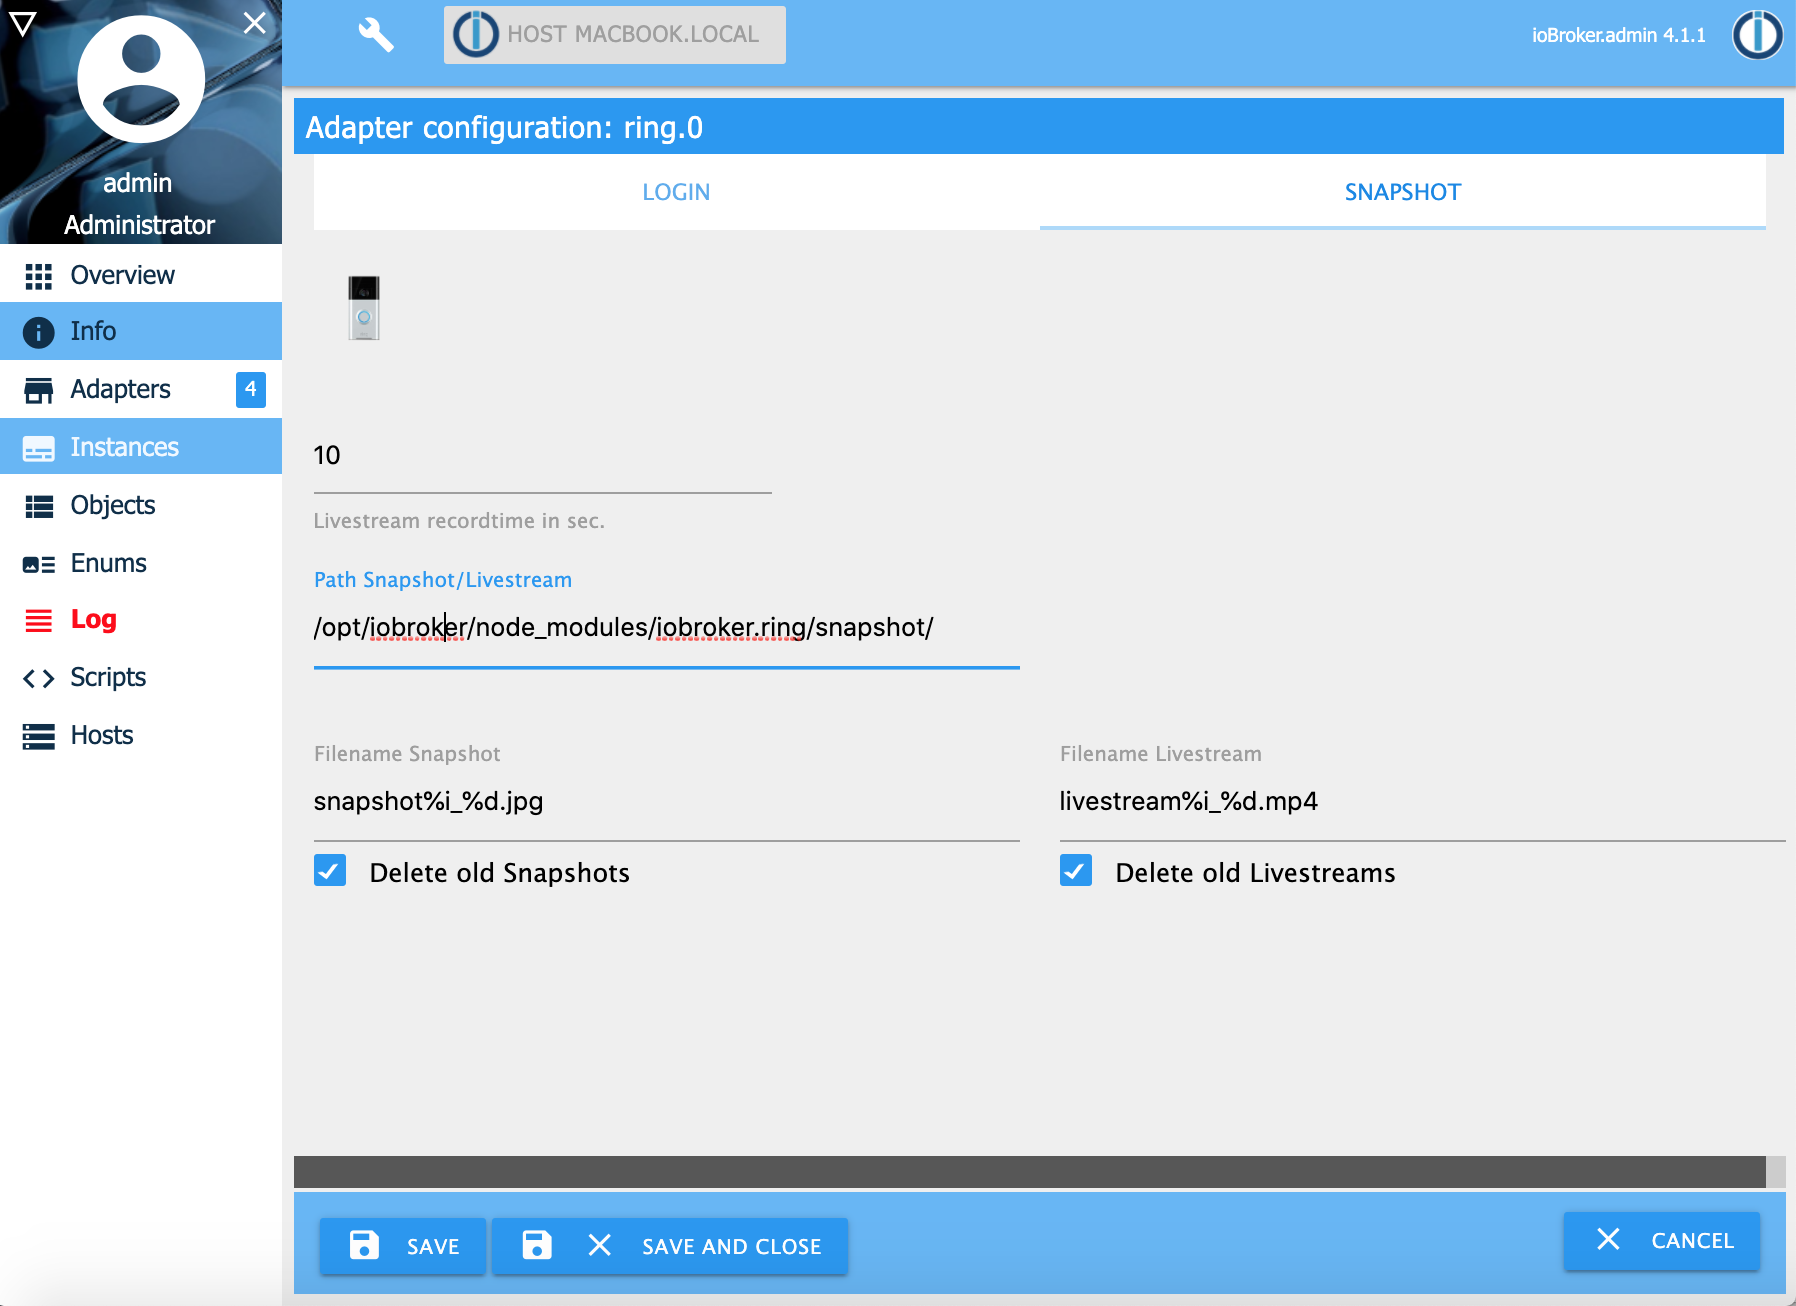 HOST MACBOOK.LOCAL
ioBroker.admin 4.1.1
admin
Administrator
Overview
Info
Adapters 4
Instances
Objects
Enums
Log
Scripts
Hosts
Adapter configuration: ring.0
LOGIN SNAPSHOT
10
Livestream recordtime in sec.
Path Snapshot/Livestream
/opt/iobroker/node_modules/iobroker.ring/snapshot/
Filename Snapshot
snapshot%i_%d.jpg
Delete old Snapshots
Filename Livestream
livestream%i_%d.mp4
Delete old Livestreams
SAVE SAVE AND CLOSE CANCEL